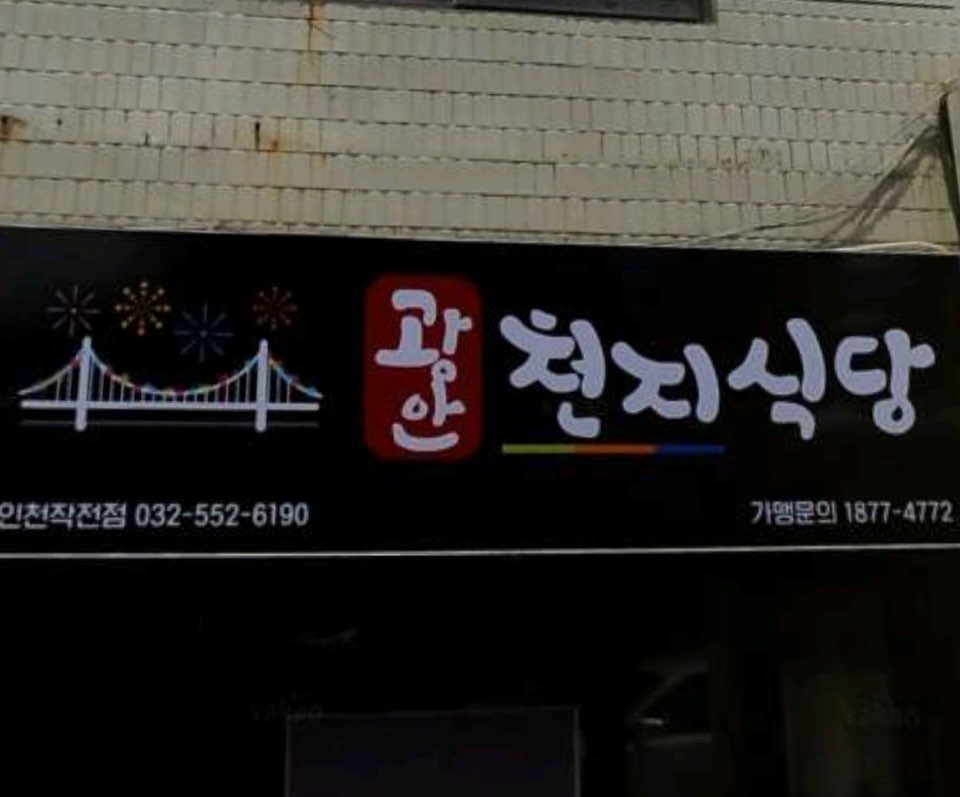 광안
천지식당
인천작전점 032-552-6190
가맹문의 1877-4772